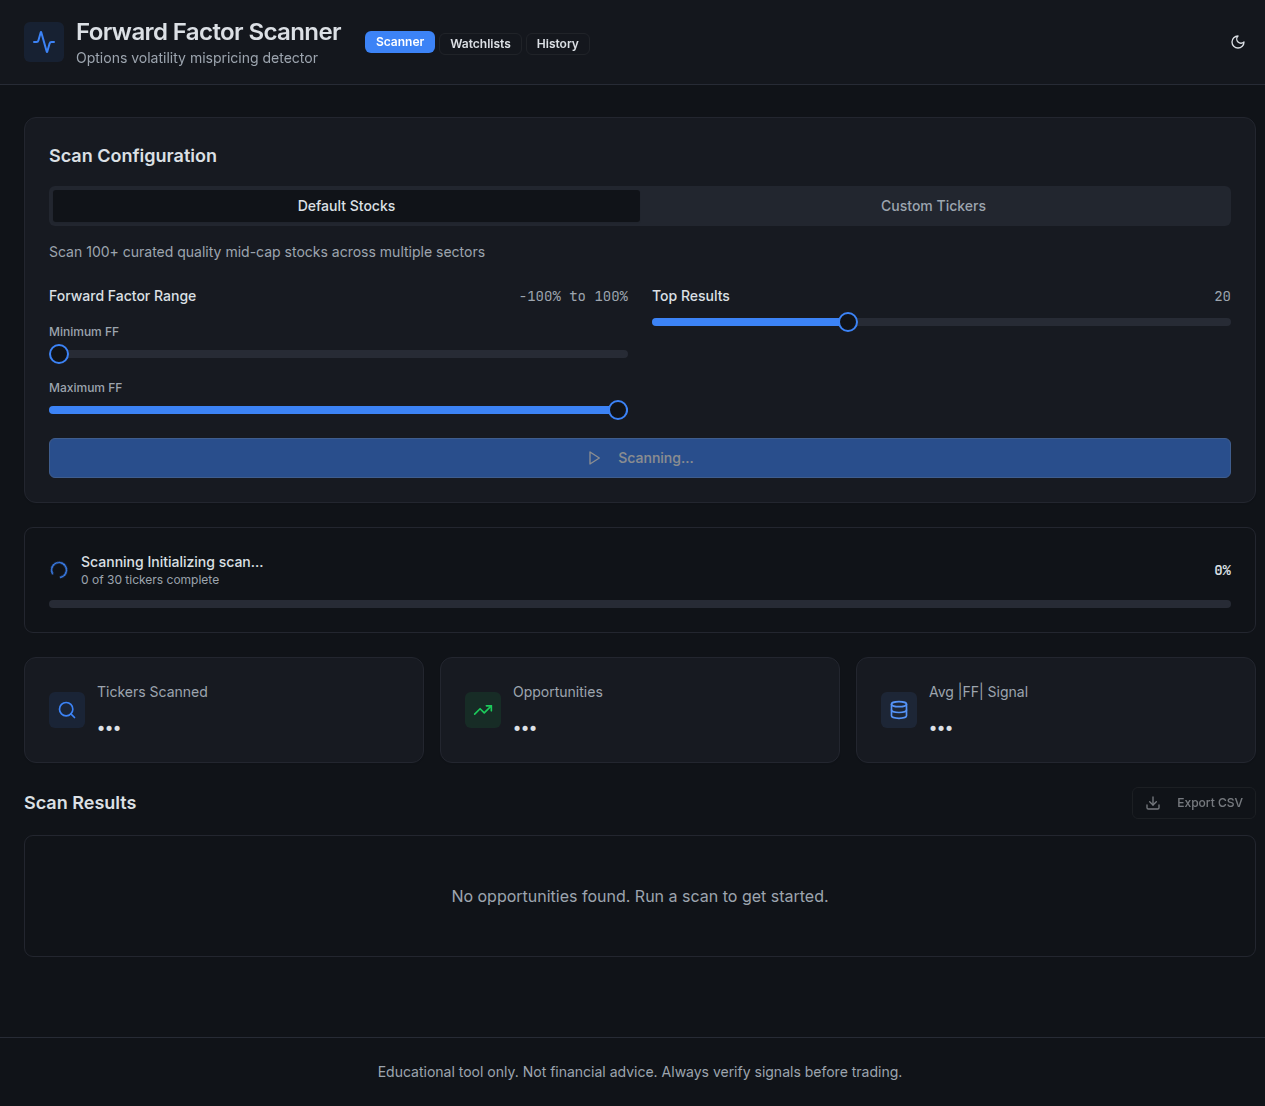 Forward Factor Scanner
Options volatility mispricing detector
Scanner
Watchlists
History
Scan Configuration
Default Stocks
Custom Tickers
Scan 100+ curated quality mid-cap stocks across multiple sectors
Forward Factor Range
-100% to 100%
Minimum FF
Maximum FF
Top Results
20
Scanning...
Scanning Initializing scan...
0 of 30 tickers complete
0%
Tickers Scanned
•••
Opportunities
•••
Avg |FF| Signal
•••
Scan Results
Export CSV
No opportunities found. Run a scan to get started.
Educational tool only. Not financial advice. Always verify signals before trading.